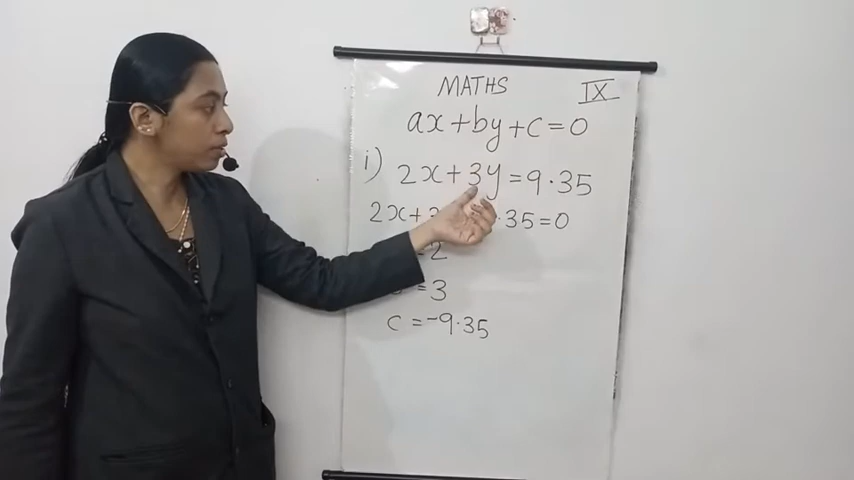 MATHS
IX
ax+by+c=0
i) 2x+3y=9.35
2x+ .35=0
=2
=3
c=-9.35